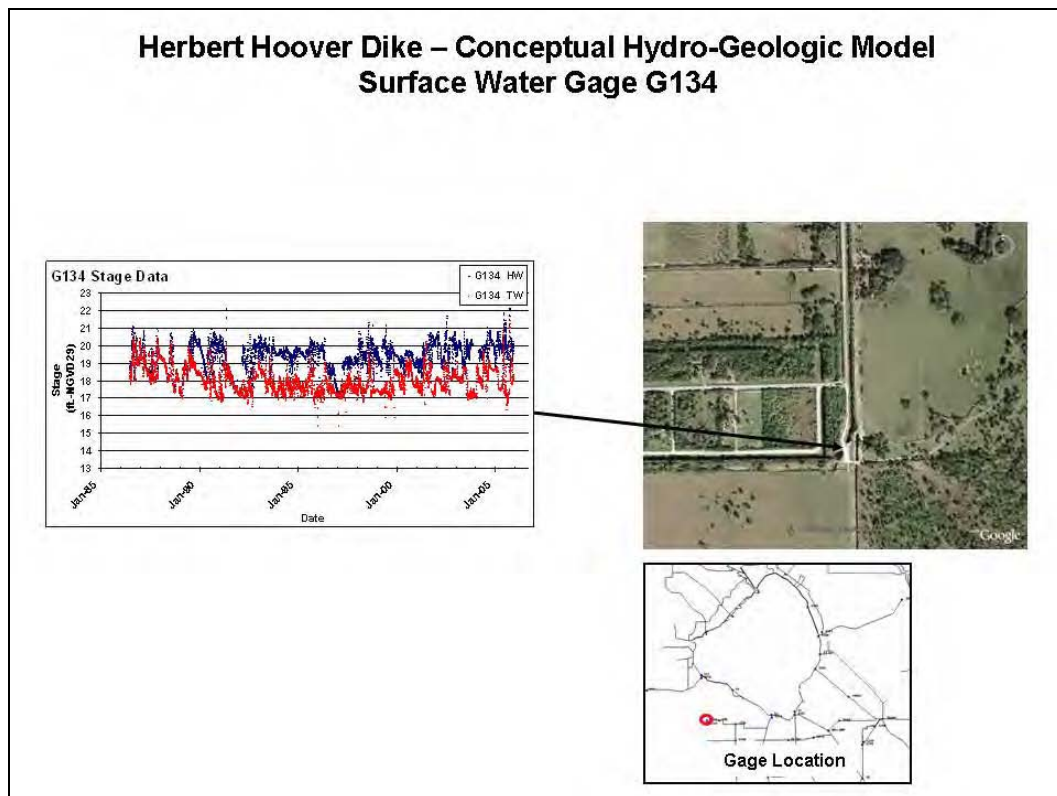 Herbert Hoover Dike – Conceptual Hydro-Geologic Model
Surface Water Gage G134
G134 Stage Data
G134 HW
G134 TW
23
22
21
20
19
18
17
16
15
14
13
Stage
(ft-NGVD29)
Jan-85
Jan-90
Jan-95
Jan-00
Jan-05
Date
Google
Gage Location